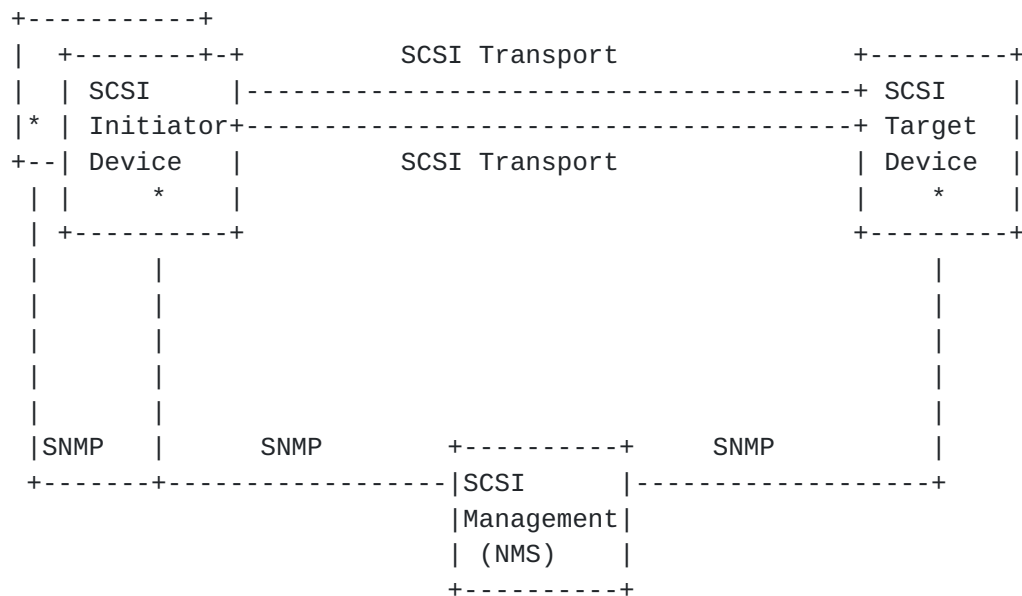 SCSI Transport
SCSI SCSI
* Initiator Target
Device SCSI Transport Device
* *
SNMP SNMP SNMP
SCSI
Management
(NMS)